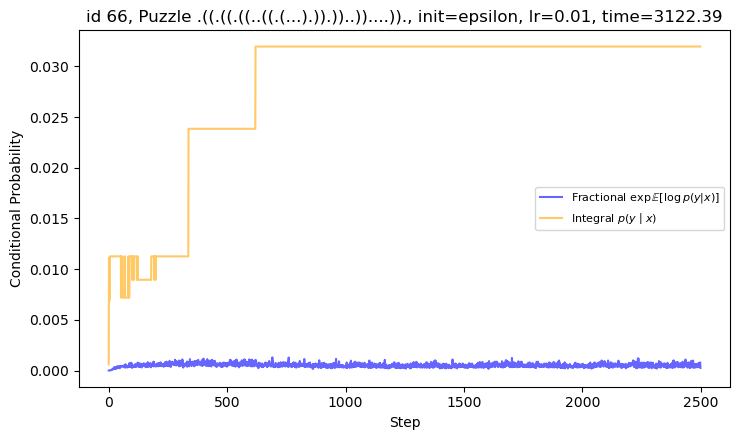 id 66, Puzzle .((.((.((..((.(...).)).))..))....))., init=epsilon, lr=0.01, time=3122.39
Conditional Probability
0.030
0.025
0.020
0.015
0.010
0.005
0.000
Fractional exp𝔼[log p(y|x)]
Integral p(y | x)
0
500
1000
1500
2000
2500
Step